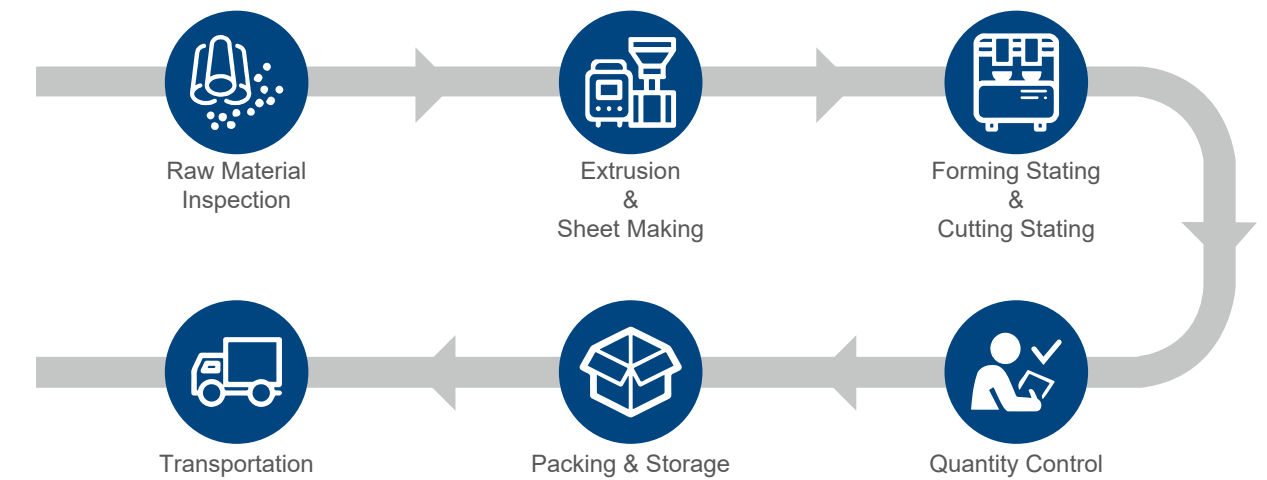 Raw Material
Inspection
Extrusion
&
Sheet Making
Forming Stating
&
Cutting Stating
Quantity Control
Packing & Storage
Transportation